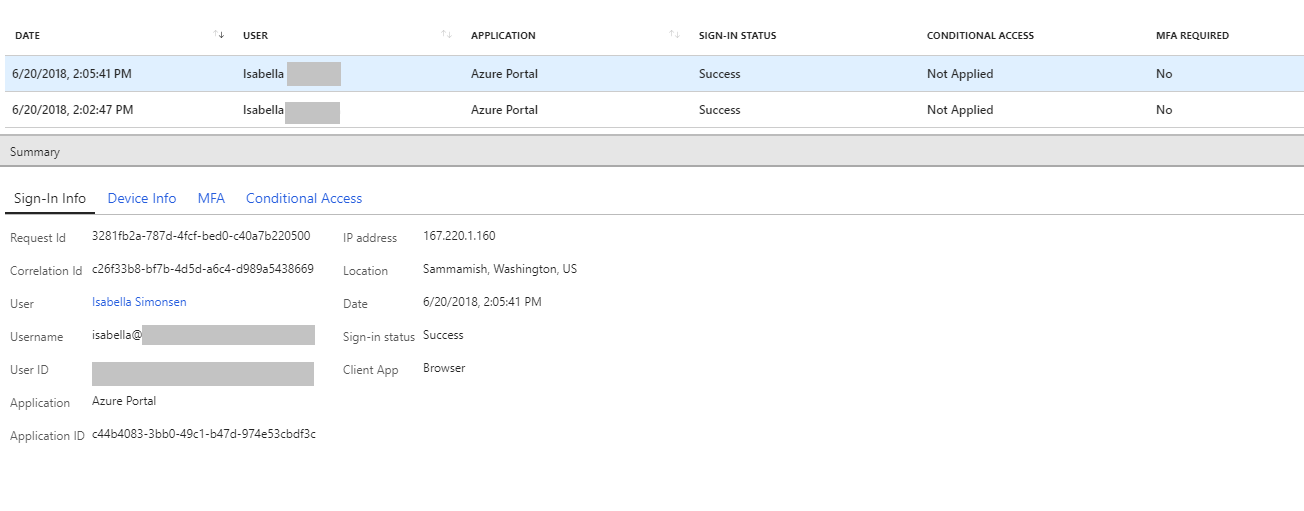 DATE USER APPLICATION SIGN-IN STATUS CONDITIONAL ACCESS MFA REQUIRED
6/20/2018, 2:05:41 PM Isabella Azure Portal Success Not Applied No
6/20/2018, 2:02:47 PM Isabella Azure Portal Success Not Applied No
Summary
Sign-In Info Device Info MFA Conditional Access
Request Id 3281fb2a-787d-4fcf-bed0-c40a7b220500 IP address 167.220.1.160
Correlation Id c26f33b8-bf7b-4d5d-a6c4-d989a5438669 Location Sammamish, Washington, US
User Isabella Simonsen Date 6/20/2018, 2:05:41 PM
Username isabella@ Sign-in status Success
User ID Client App Browser
Application Azure Portal
Application ID c44b4083-3bb0-49c1-b47d-974e53cbdf3c